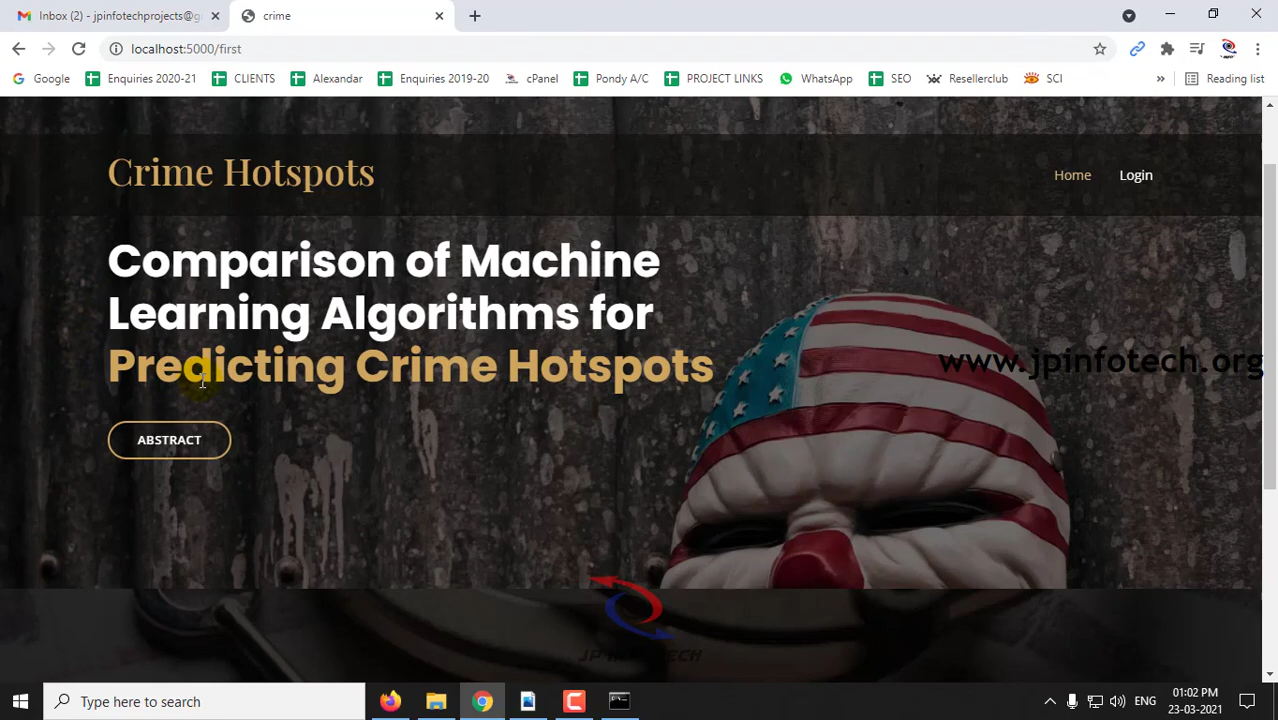 Inbox (2) - jpinfotechprojects@g
crime
localhost:5000/first
Google
Enquiries 2020-21
CLIENTS
Alexandar
Enquiries 2019-20
cPanel
Pondy A/C
PROJECT LINKS
WhatsApp
SEO
Resellerclub
SCI
»
Reading list
Crime Hotspots
Home
Login
Comparison of Machine
Learning Algorithms for
Predicting Crime Hotspots
www.jpinfotech.org
ABSTRACT
JP INFOTECH
Type here to search
ENG
01:02 PM
23-03-2021